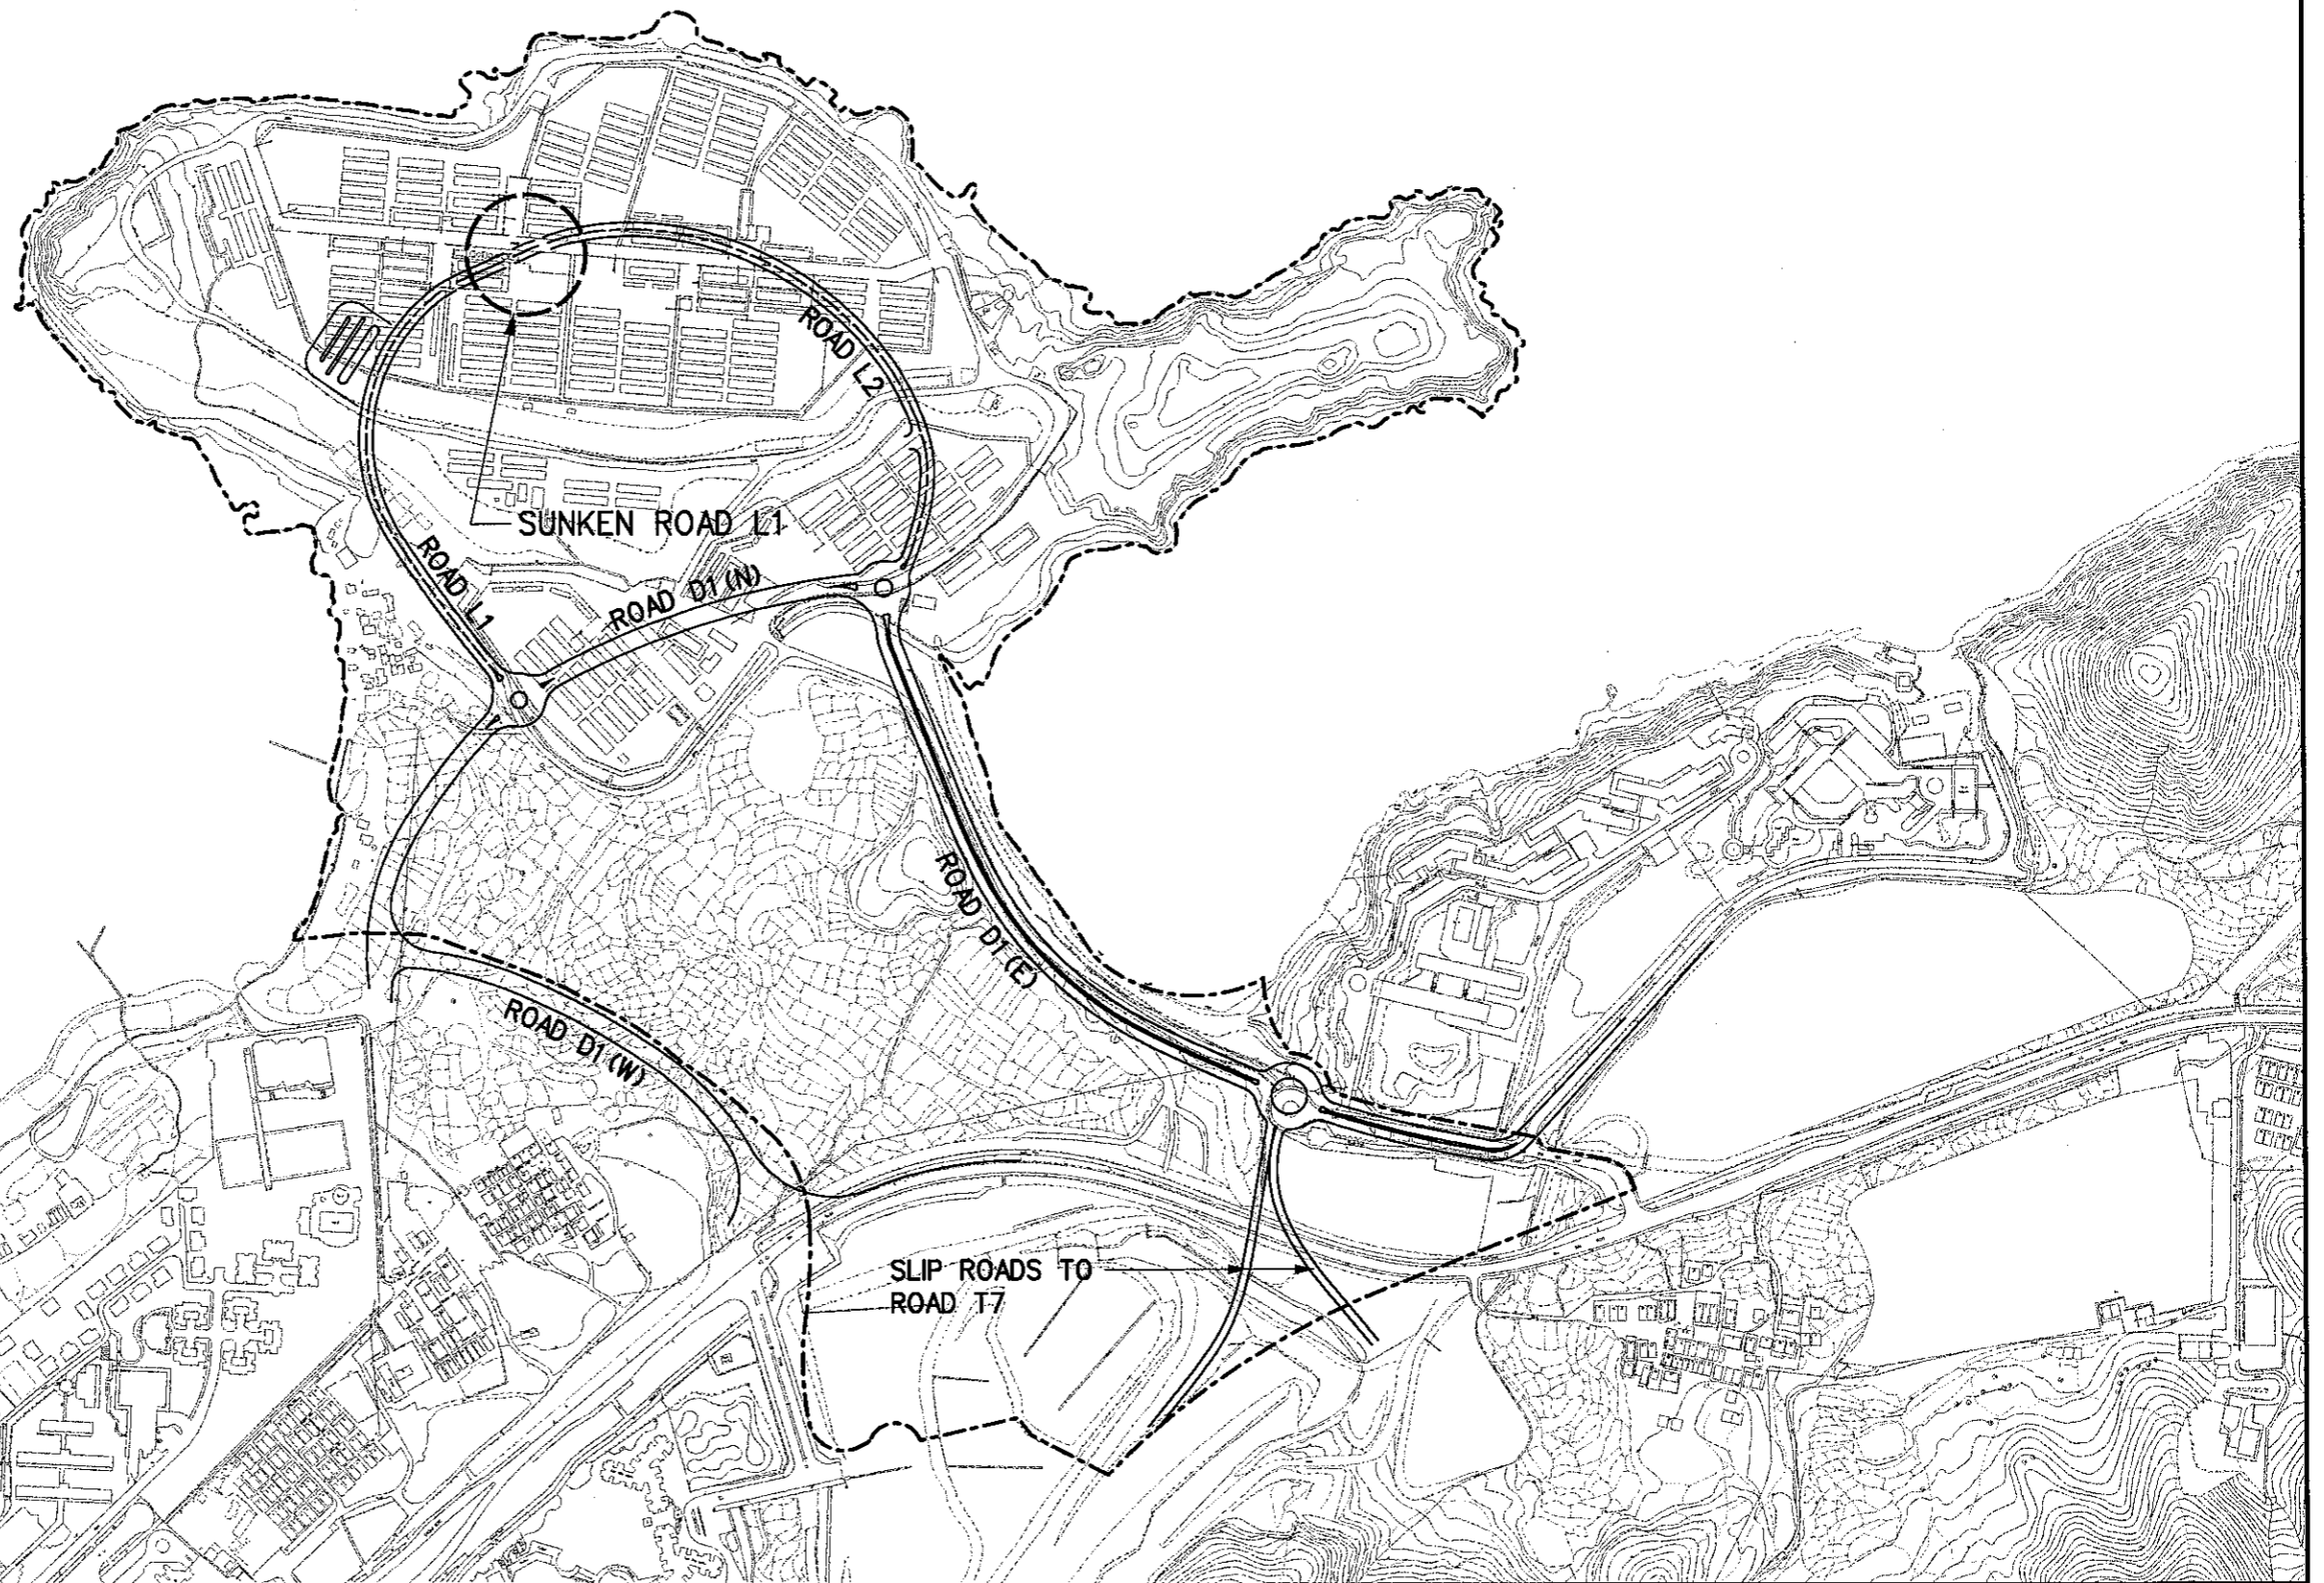 ROAD L2
SUNKEN ROAD L1
ROAD L1
ROAD D1 (N)
ROAD D1 (E)
ROAD D1 (W)
SLIP ROADS TO
ROAD T7